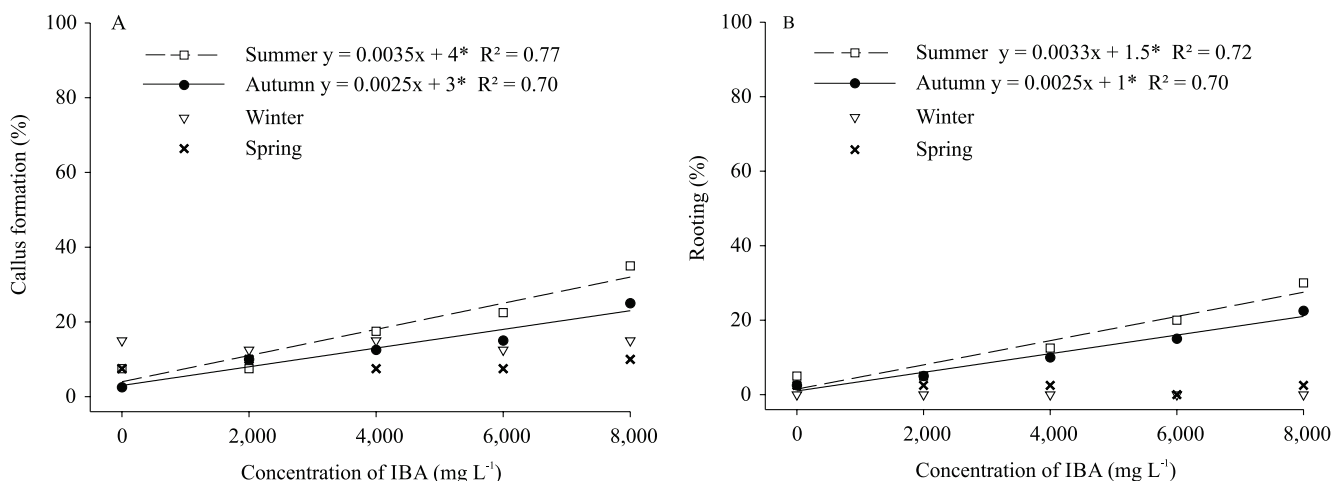 A
Summer y = 0.0035x + 4* R² = 0.77
Autumn y = 0.0025x + 3* R² = 0.70
Winter
Spring
Callus formation (%)
100
80
60
40
20
0
0 2,000 4,000 6,000 8,000
Concentration of IBA (mg L⁻¹)
B
Summer y = 0.0033x + 1.5* R² = 0.72
Autumn y = 0.0025x + 1* R² = 0.70
Winter
Spring
Rooting (%)
100
80
60
40
20
0
0 2,000 4,000 6,000 8,000
Concentration of IBA (mg L⁻¹)